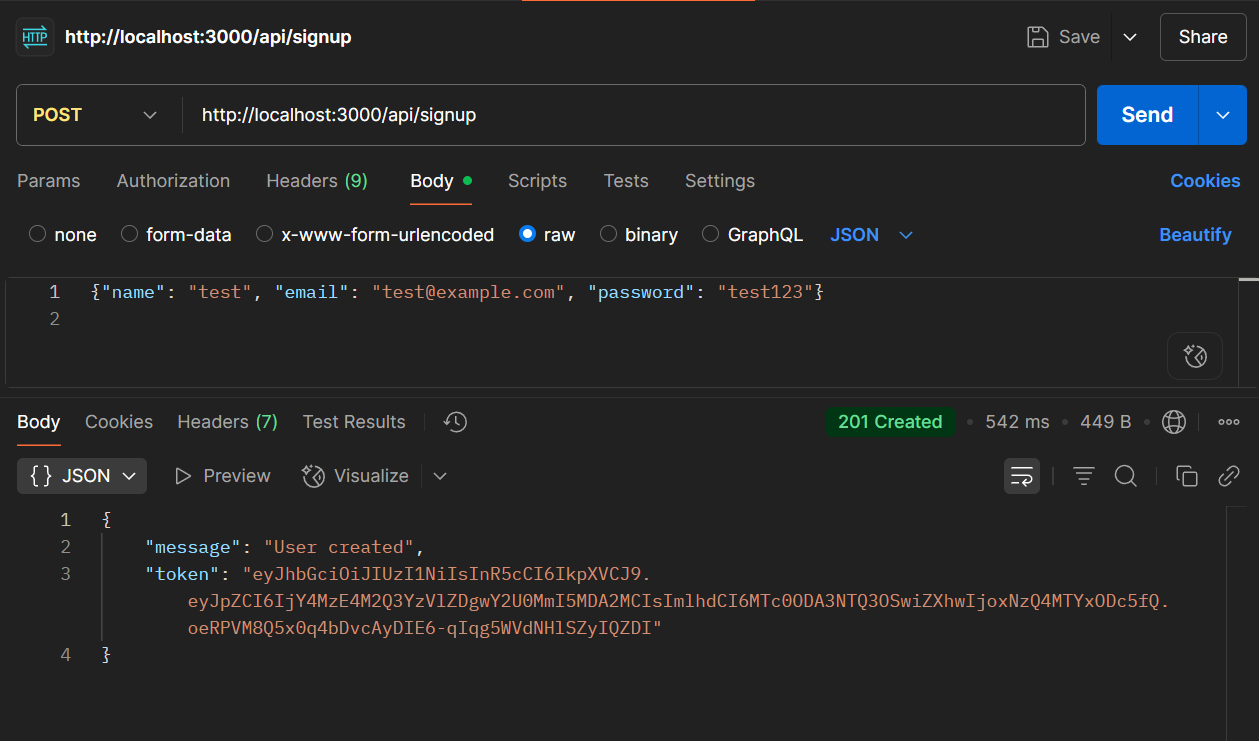 HTTP http://localhost:3000/api/signup Save Share
POST http://localhost:3000/api/signup Send
Params Authorization Headers (9) Body Scripts Tests Settings Cookies
none form-data x-www-form-urlencoded raw binary GraphQL JSON Beautify
1 {"name": "test", "email": "test@example.com", "password": "test123"}
2
Body Cookies Headers (7) Test Results 201 Created • 542 ms • 449 B •
{} JSON Preview Visualize
1 {
2 "message": "User created",
3 "token": "eyJhbGciOiJIUzI1NiIsInR5cCI6IkpXVCJ9.
eyJpZCI6IjY4MzE4M2Q3YzVlZDgwY2U0MmI5MDA2MCIsImlhdCI6MTc0ODA3NTQ3OSwiZXhwIjoxNzQ4MTYxODc5fQ.
oeRPVM8Q5x0q4bDvcAyDIE6-qIqg5WVdNHlSZyIQZDI"
4 }